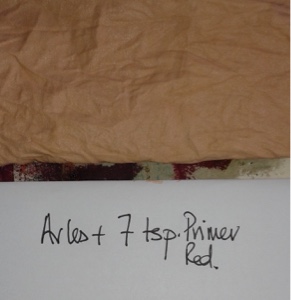 Arles + 7 tsp. Primer
Red.